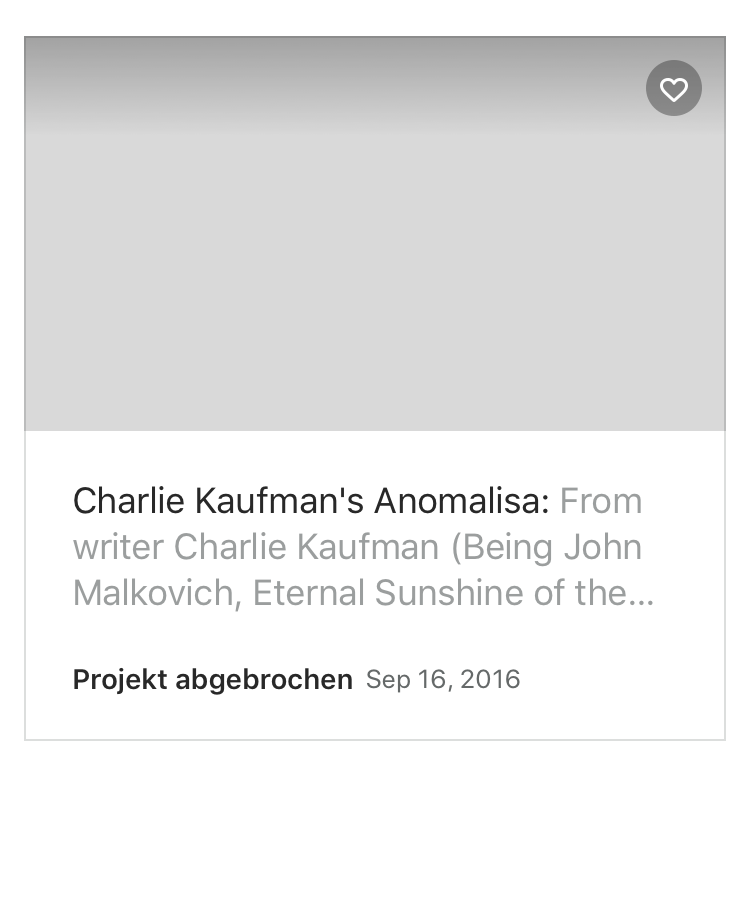 Charlie Kaufman's Anomalisa: From
writer Charlie Kaufman (Being John
Malkovich, Eternal Sunshine of the...
Projekt abgebrochen Sep 16, 2016